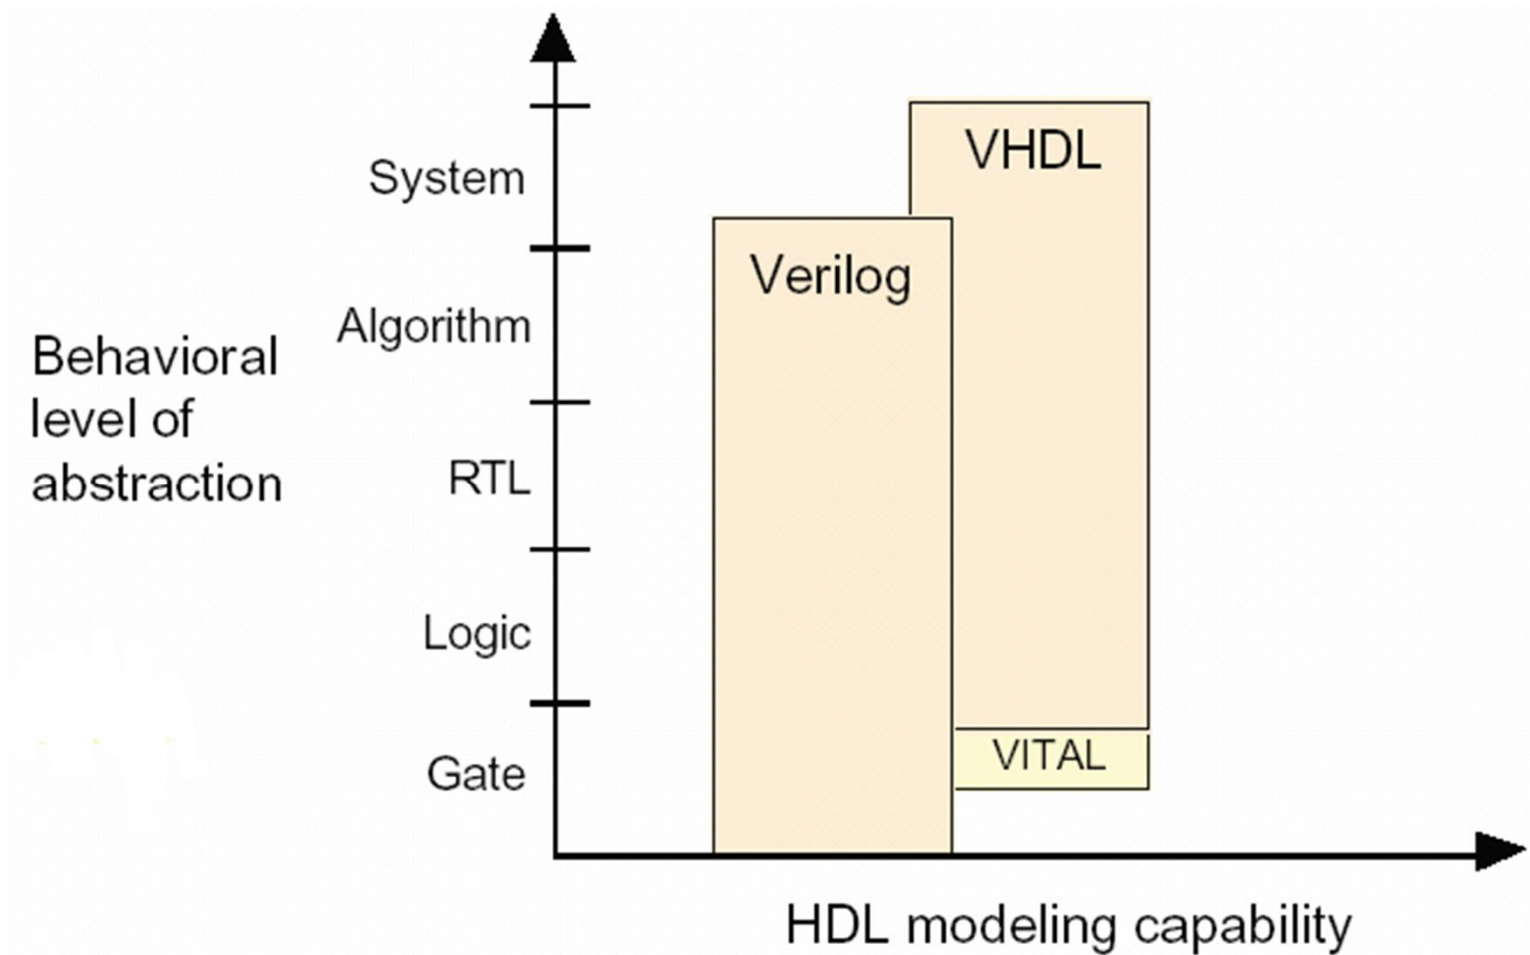 VHDL
System
Verilog
Algorithm
Behavioral
level of
abstraction
RTL
Logic
VITAL
Gate
HDL modeling capability